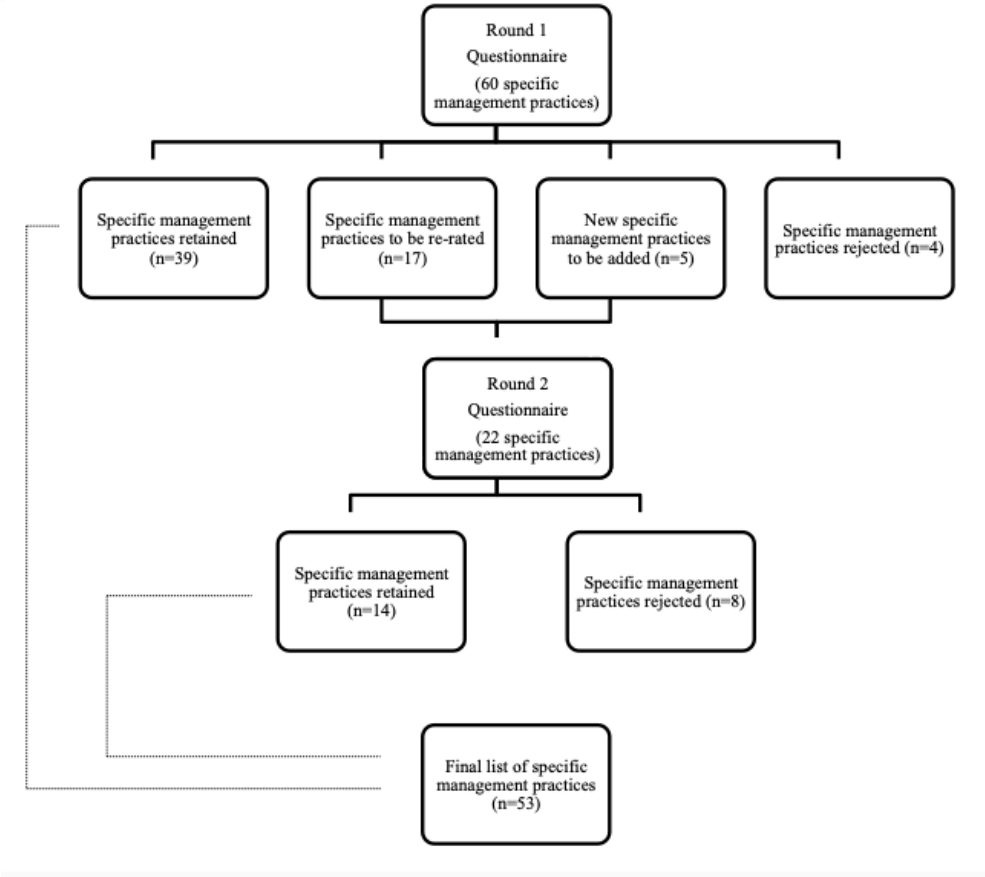 Round 1
Questionnaire
(60 specific
management practices)
Specific management
practices retained
(n=39)
Specific management
practices to be re-rated
(n=17)
New specific
management practices
to be added (n=5)
Specific management
practices rejected (n=4)
Round 2
Questionnaire
(22 specific
management practices)
Specific management
practices retained
(n=14)
Specific management
practices rejected (n=8)
Final list of specific
management practices
(n=53)